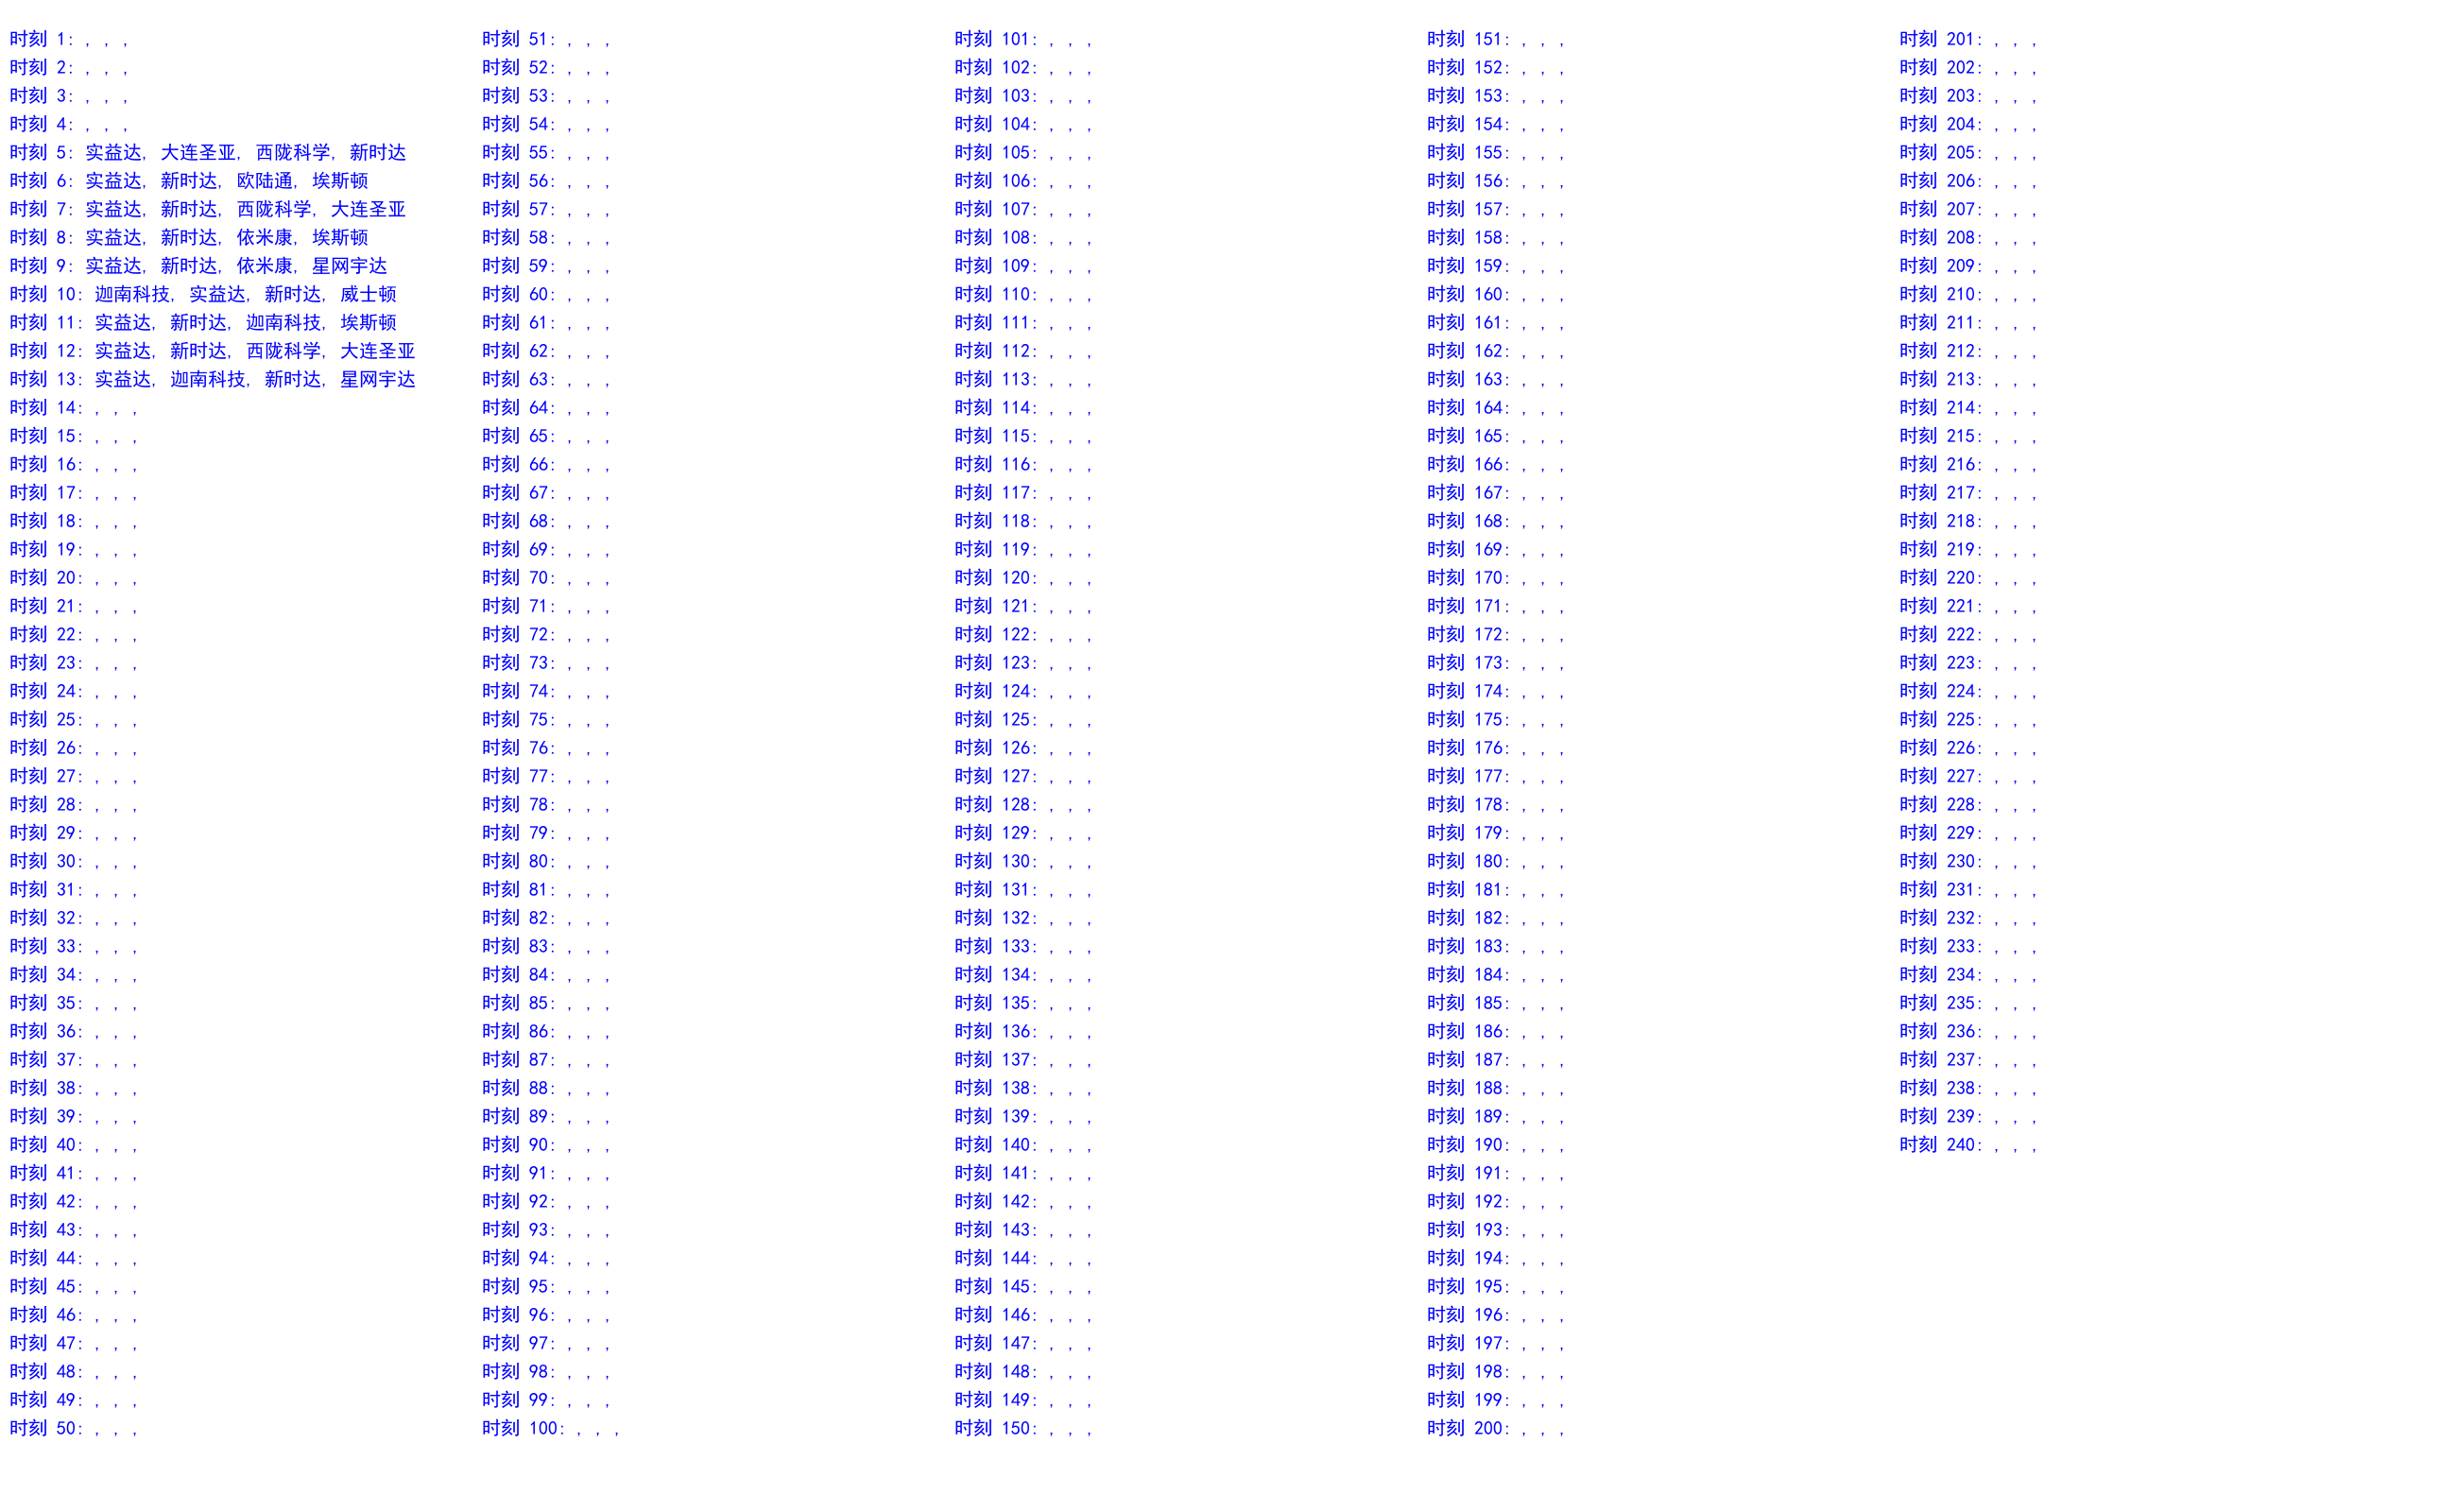 时刻 1: , , ,
时刻 2: , , ,
时刻 3: , , ,
时刻 4: , , ,
时刻 5: 实益达, 大连圣亚, 西陇科学, 新时达
时刻 6: 实益达, 新时达, 欧陆通, 埃斯顿
时刻 7: 实益达, 新时达, 西陇科学, 大连圣亚
时刻 8: 实益达, 新时达, 依米康, 埃斯顿
时刻 9: 实益达, 新时达, 依米康, 星网宇达
时刻 10: 迦南科技, 实益达, 新时达, 威士顿
时刻 11: 实益达, 新时达, 迦南科技, 埃斯顿
时刻 12: 实益达, 新时达, 西陇科学, 大连圣亚
时刻 13: 实益达, 迦南科技, 新时达, 星网宇达
时刻 14: , , ,
时刻 15: , , ,
时刻 16: , , ,
时刻 17: , , ,
时刻 18: , , ,
时刻 19: , , ,
时刻 20: , , ,
时刻 21: , , ,
时刻 22: , , ,
时刻 23: , , ,
时刻 24: , , ,
时刻 25: , , ,
时刻 26: , , ,
时刻 27: , , ,
时刻 28: , , ,
时刻 29: , , ,
时刻 30: , , ,
时刻 31: , , ,
时刻 32: , , ,
时刻 33: , , ,
时刻 34: , , ,
时刻 35: , , ,
时刻 36: , , ,
时刻 37: , , ,
时刻 38: , , ,
时刻 39: , , ,
时刻 40: , , ,
时刻 41: , , ,
时刻 42: , , ,
时刻 43: , , ,
时刻 44: , , ,
时刻 45: , , ,
时刻 46: , , ,
时刻 47: , , ,
时刻 48: , , ,
时刻 49: , , ,
时刻 50: , , ,
时刻 51: , , ,
时刻 52: , , ,
时刻 53: , , ,
时刻 54: , , ,
时刻 55: , , ,
时刻 56: , , ,
时刻 57: , , ,
时刻 58: , , ,
时刻 59: , , ,
时刻 60: , , ,
时刻 61: , , ,
时刻 62: , , ,
时刻 63: , , ,
时刻 64: , , ,
时刻 65: , , ,
时刻 66: , , ,
时刻 67: , , ,
时刻 68: , , ,
时刻 69: , , ,
时刻 70: , , ,
时刻 71: , , ,
时刻 72: , , ,
时刻 73: , , ,
时刻 74: , , ,
时刻 75: , , ,
时刻 76: , , ,
时刻 77: , , ,
时刻 78: , , ,
时刻 79: , , ,
时刻 80: , , ,
时刻 81: , , ,
时刻 82: , , ,
时刻 83: , , ,
时刻 84: , , ,
时刻 85: , , ,
时刻 86: , , ,
时刻 87: , , ,
时刻 88: , , ,
时刻 89: , , ,
时刻 90: , , ,
时刻 91: , , ,
时刻 92: , , ,
时刻 93: , , ,
时刻 94: , , ,
时刻 95: , , ,
时刻 96: , , ,
时刻 97: , , ,
时刻 98: , , ,
时刻 99: , , ,
时刻 100: , , ,
时刻 101: , , ,
时刻 102: , , ,
时刻 103: , , ,
时刻 104: , , ,
时刻 105: , , ,
时刻 106: , , ,
时刻 107: , , ,
时刻 108: , , ,
时刻 109: , , ,
时刻 110: , , ,
时刻 111: , , ,
时刻 112: , , ,
时刻 113: , , ,
时刻 114: , , ,
时刻 115: , , ,
时刻 116: , , ,
时刻 117: , , ,
时刻 118: , , ,
时刻 119: , , ,
时刻 120: , , ,
时刻 121: , , ,
时刻 122: , , ,
时刻 123: , , ,
时刻 124: , , ,
时刻 125: , , ,
时刻 126: , , ,
时刻 127: , , ,
时刻 128: , , ,
时刻 129: , , ,
时刻 130: , , ,
时刻 131: , , ,
时刻 132: , , ,
时刻 133: , , ,
时刻 134: , , ,
时刻 135: , , ,
时刻 136: , , ,
时刻 137: , , ,
时刻 138: , , ,
时刻 139: , , ,
时刻 140: , , ,
时刻 141: , , ,
时刻 142: , , ,
时刻 143: , , ,
时刻 144: , , ,
时刻 145: , , ,
时刻 146: , , ,
时刻 147: , , ,
时刻 148: , , ,
时刻 149: , , ,
时刻 150: , , ,
时刻 151: , , ,
时刻 152: , , ,
时刻 153: , , ,
时刻 154: , , ,
时刻 155: , , ,
时刻 156: , , ,
时刻 157: , , ,
时刻 158: , , ,
时刻 159: , , ,
时刻 160: , , ,
时刻 161: , , ,
时刻 162: , , ,
时刻 163: , , ,
时刻 164: , , ,
时刻 165: , , ,
时刻 166: , , ,
时刻 167: , , ,
时刻 168: , , ,
时刻 169: , , ,
时刻 170: , , ,
时刻 171: , , ,
时刻 172: , , ,
时刻 173: , , ,
时刻 174: , , ,
时刻 175: , , ,
时刻 176: , , ,
时刻 177: , , ,
时刻 178: , , ,
时刻 179: , , ,
时刻 180: , , ,
时刻 181: , , ,
时刻 182: , , ,
时刻 183: , , ,
时刻 184: , , ,
时刻 185: , , ,
时刻 186: , , ,
时刻 187: , , ,
时刻 188: , , ,
时刻 189: , , ,
时刻 190: , , ,
时刻 191: , , ,
时刻 192: , , ,
时刻 193: , , ,
时刻 194: , , ,
时刻 195: , , ,
时刻 196: , , ,
时刻 197: , , ,
时刻 198: , , ,
时刻 199: , , ,
时刻 200: , , ,
时刻 201: , , ,
时刻 202: , , ,
时刻 203: , , ,
时刻 204: , , ,
时刻 205: , , ,
时刻 206: , , ,
时刻 207: , , ,
时刻 208: , , ,
时刻 209: , , ,
时刻 210: , , ,
时刻 211: , , ,
时刻 212: , , ,
时刻 213: , , ,
时刻 214: , , ,
时刻 215: , , ,
时刻 216: , , ,
时刻 217: , , ,
时刻 218: , , ,
时刻 219: , , ,
时刻 220: , , ,
时刻 221: , , ,
时刻 222: , , ,
时刻 223: , , ,
时刻 224: , , ,
时刻 225: , , ,
时刻 226: , , ,
时刻 227: , , ,
时刻 228: , , ,
时刻 229: , , ,
时刻 230: , , ,
时刻 231: , , ,
时刻 232: , , ,
时刻 233: , , ,
时刻 234: , , ,
时刻 235: , , ,
时刻 236: , , ,
时刻 237: , , ,
时刻 238: , , ,
时刻 239: , , ,
时刻 240: , , ,